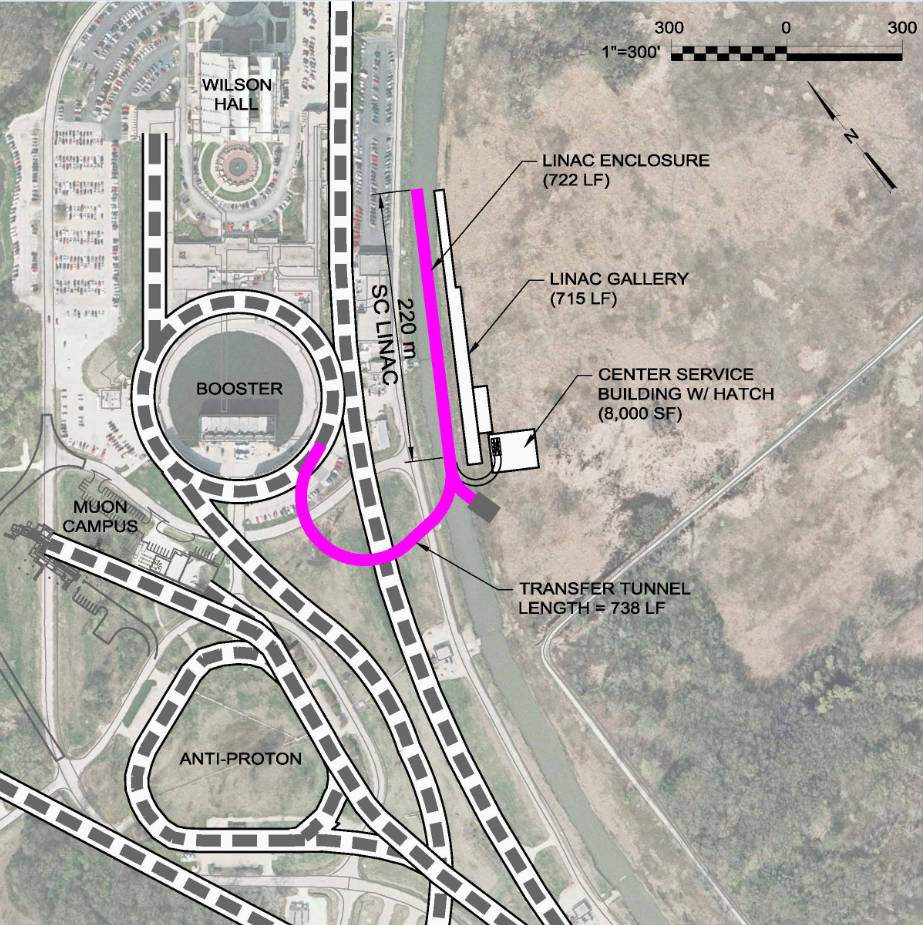 300 0 300
1"=300'
N
WILSON
HALL
LINAC ENCLOSURE
(722 LF)
LINAC GALLERY
(715 LF)
220 m
SC LINAC
CENTER SERVICE
BUILDING W/ HATCH
(8,000 SF)
BOOSTER
MUON
CAMPUS
TRANSFER TUNNEL
LENGTH = 738 LF
ANTI-PROTON